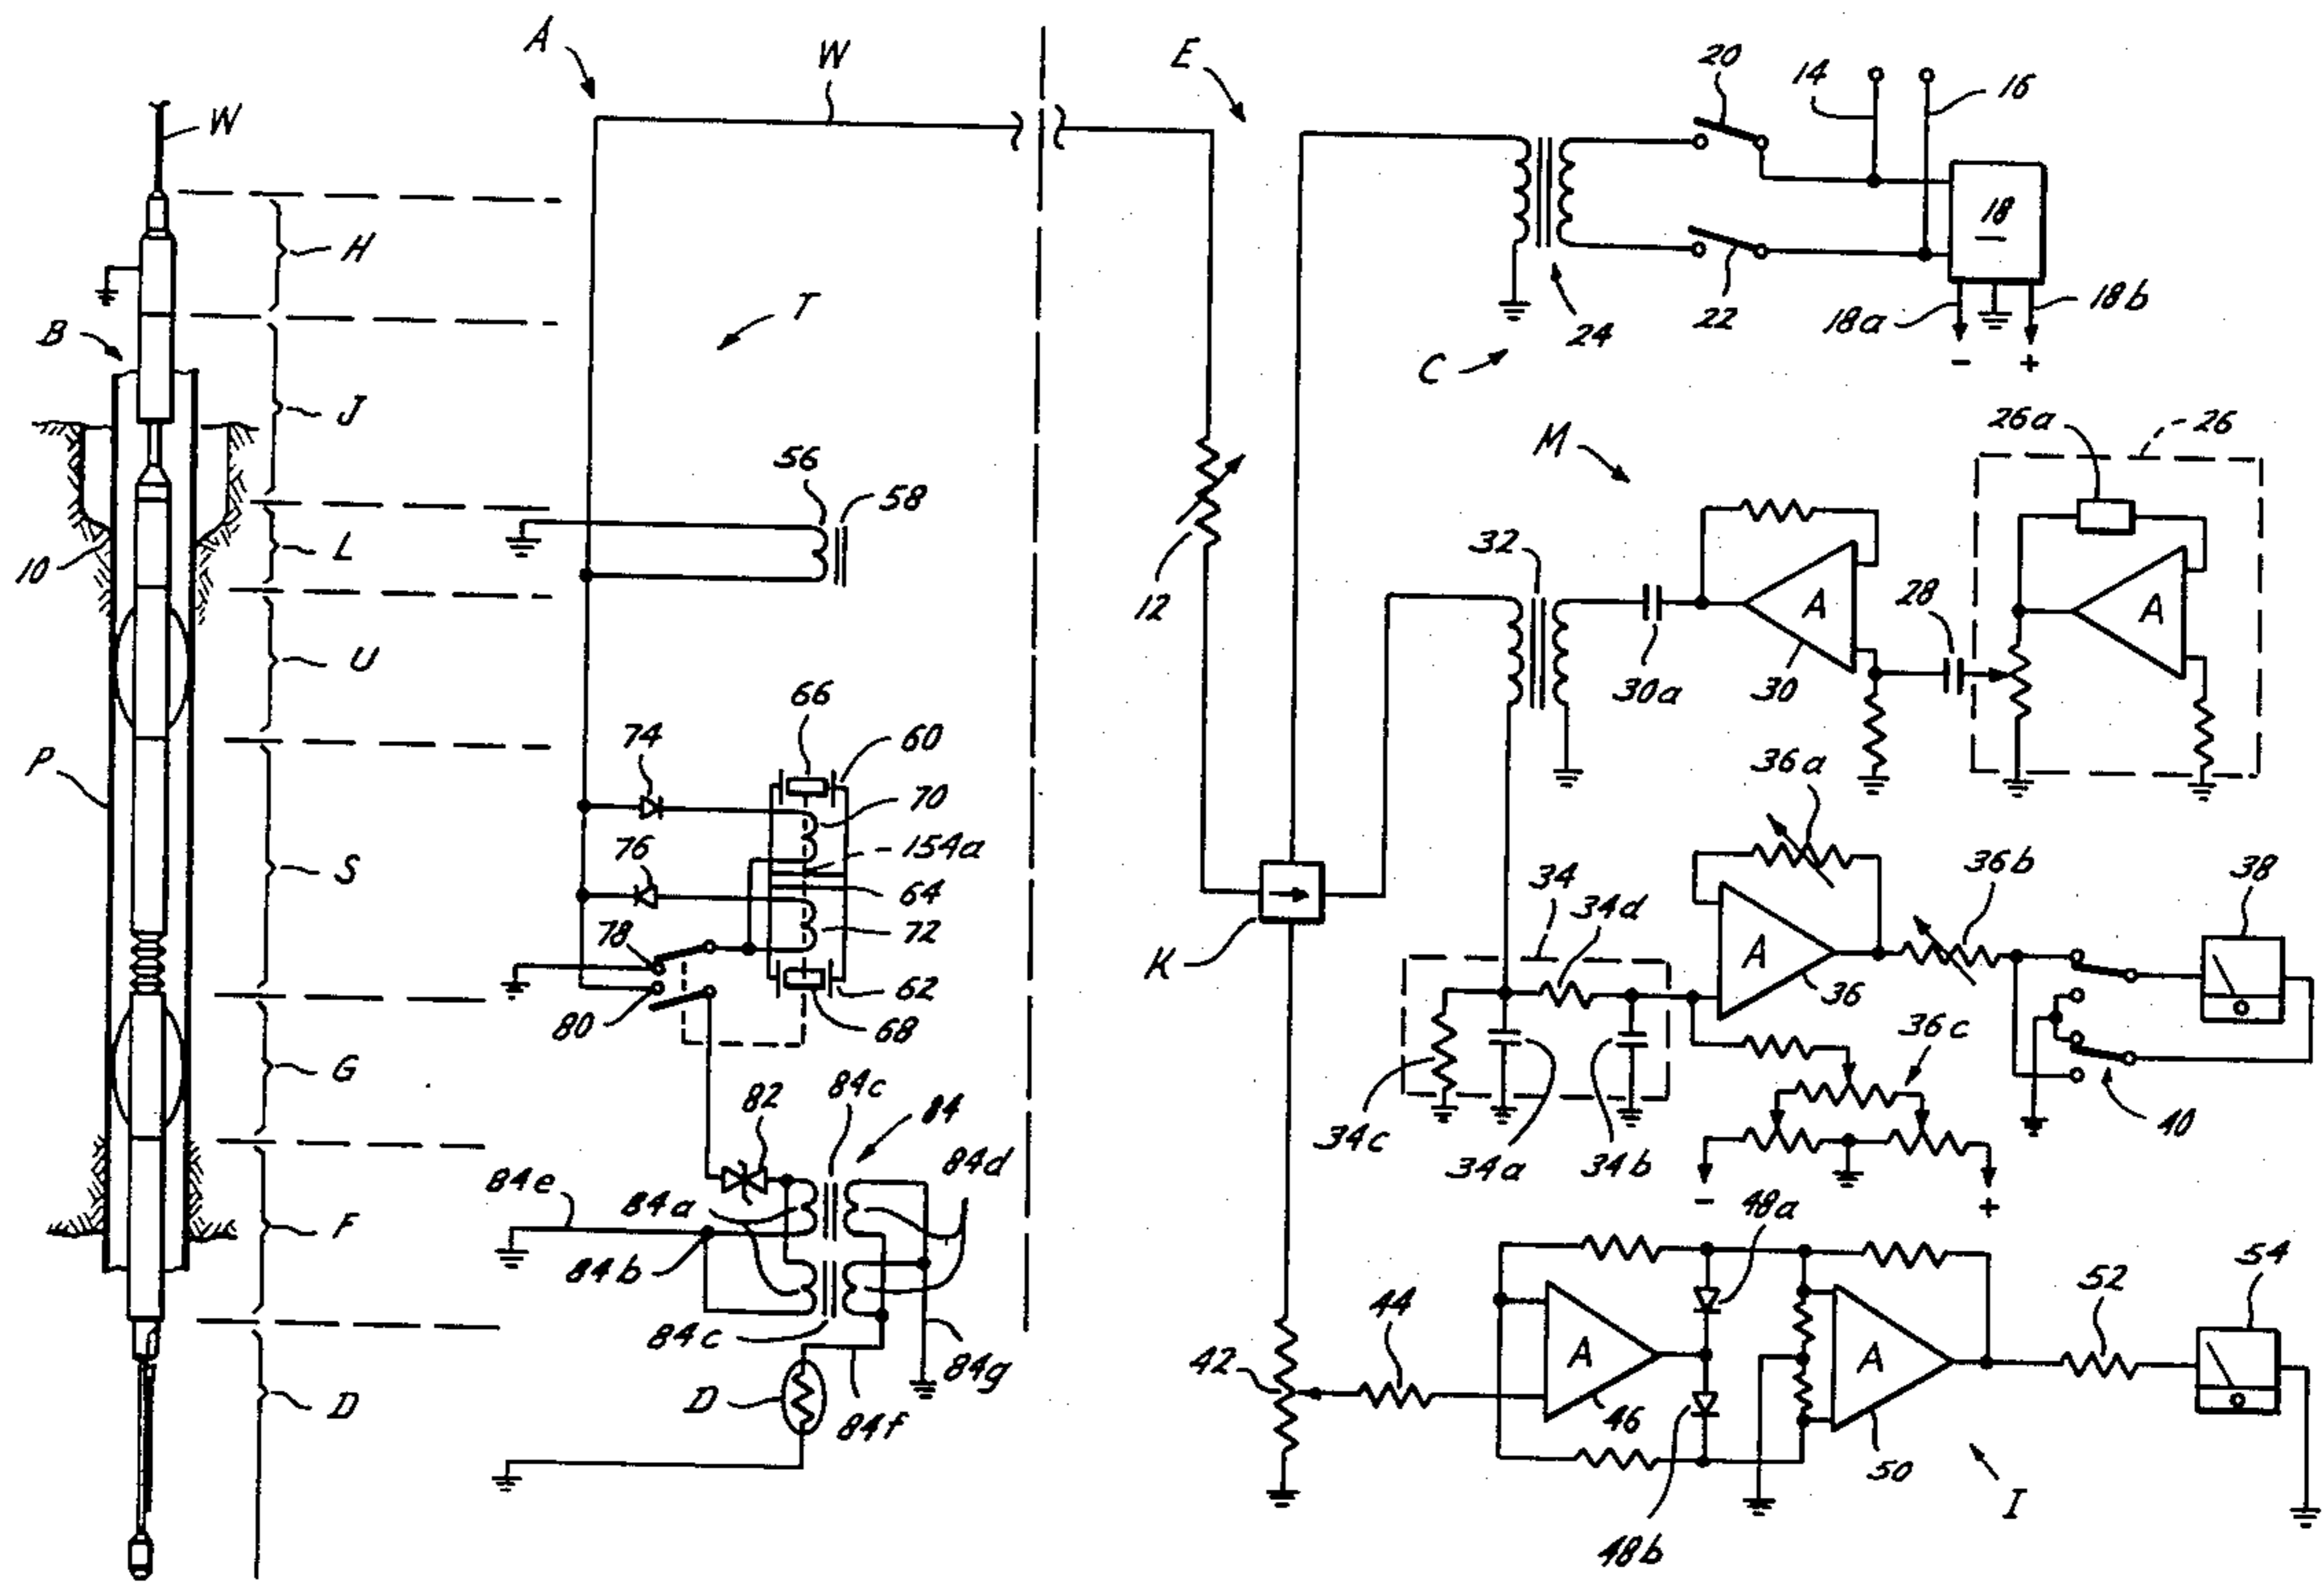 A
W
E
20
14
16
W
H
18
T
24
22
18a
18b
B
C
-
+
J
26a
26
M
56
58
32
10
L
12
A
28
A
U
30a
30
66
60
74
36a
P
70
76
154a
36b
38
S
64
34
34d
78
72
A
K
36
80
68
62
36c
G
84c
84
82
34c
34a
34b
40
84e
84a
84d
-
+
48a
F
84b
54
52
44
84c
84g
42
A
A
D
D
84f
46
50
I
48b